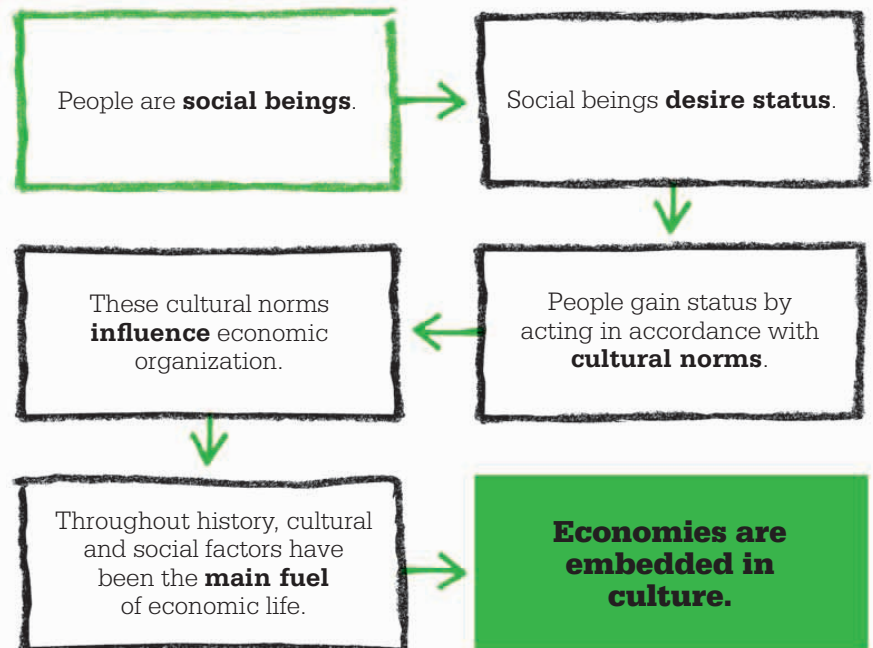 People are social beings.
Social beings desire status.
People gain status by
acting in accordance with
cultural norms.
These cultural norms
influence economic
organization.
Throughout history, cultural
and social factors have
been the main fuel
of economic life.
Economies are
embedded in
culture.